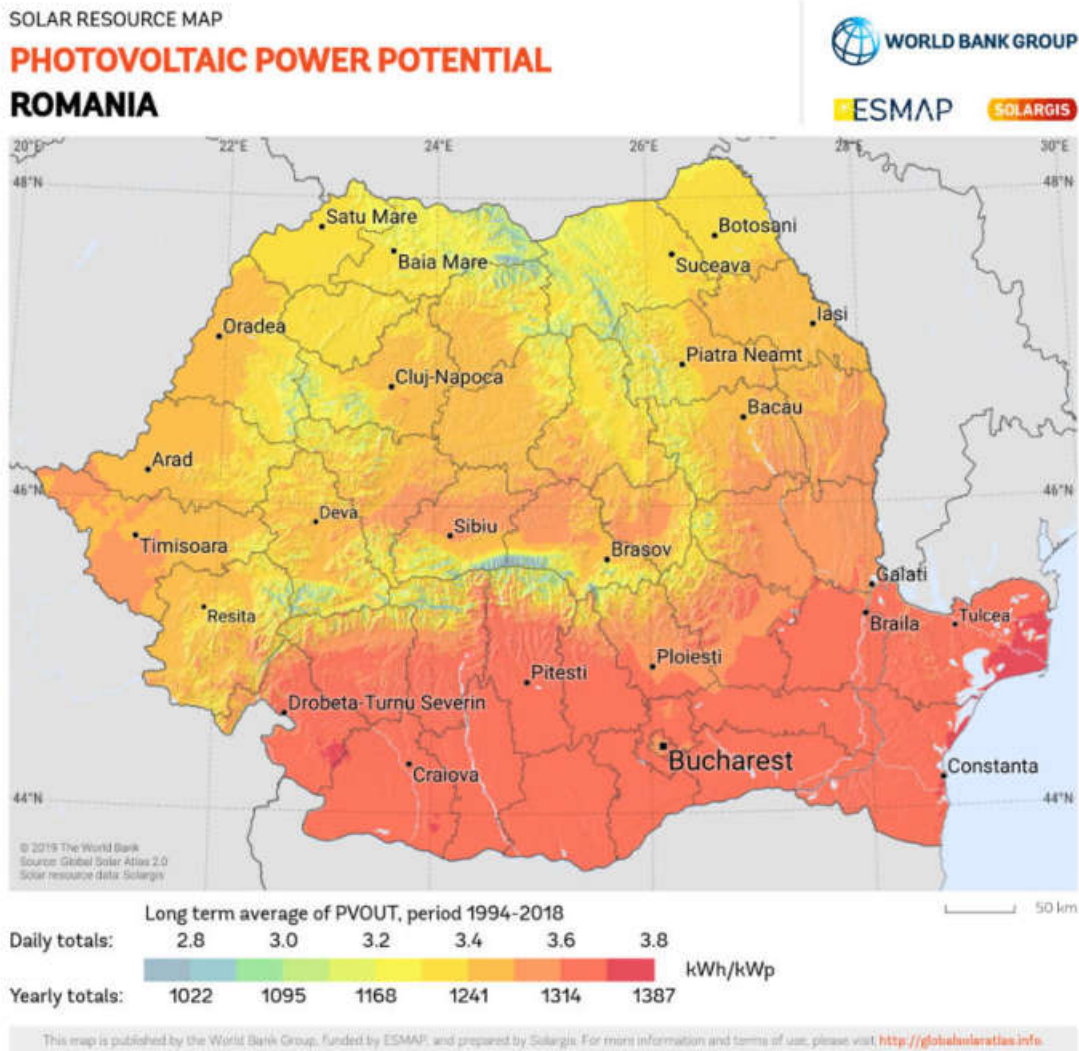 SOLAR RESOURCE MAP
PHOTOVOLTAIC POWER POTENTIAL
ROMANIA
WORLD BANK GROUP
ESMAP
SOLARGIS
20°E 22°E 24°E 26°E 28°E 30°E
48°N 48°N
Satu Mare
Botosani
Baia Mare
Suceava
Iasi
Oradea
Piatra Neamt
Cluj-Napoca
Bacau
Arad
46°N 46°N
Deva
Sibiu
Timisoara
Brasov
Galati
Resita
Tulcea
Braila
Ploiesti
Pitesti
Drobeta-Turnu Severin
Bucharest
Constanta
Craiova
44°N 44°N
© 2019 The World Bank
Source: Global Solar Atlas 2.0
Solar resource data: Solargis
Long term average of PVOUT, period 1994-2018
50 km
Daily totals: 2.8 3.0 3.2 3.4 3.6 3.8
kWh/kWp
Yearly totals: 1022 1095 1168 1241 1314 1387
This map is published by the World Bank Group, funded by ESMAP, and prepared by Solargis. For more information and terms of use, please visit http://globalsolaratlas.info.